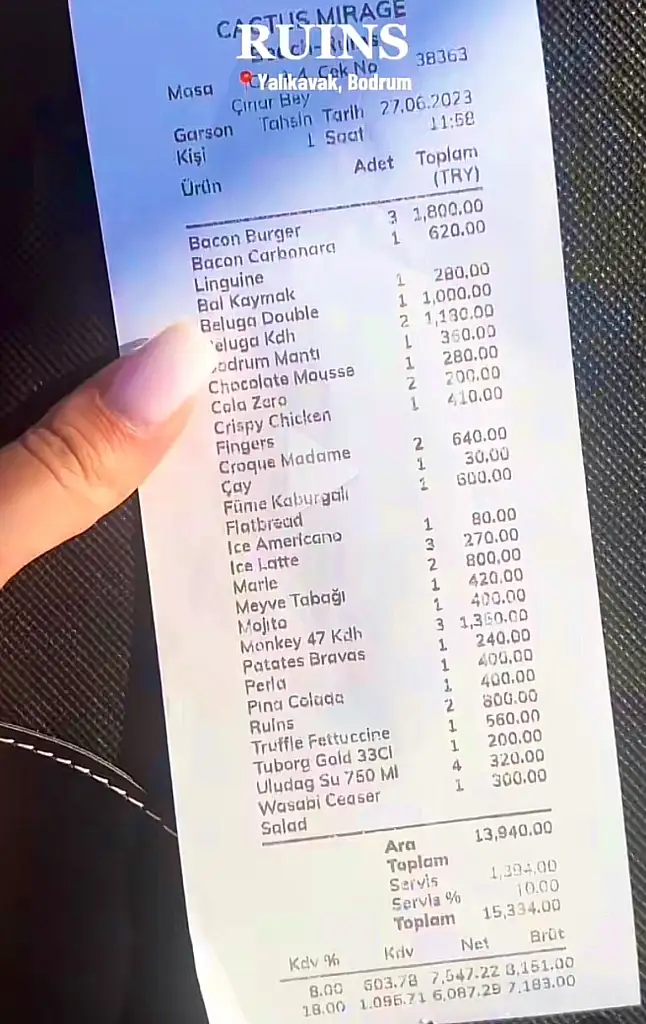 CACTUS MIRAGE
RUINS
Yalıkavak, Bodrum
Masa Çek No 38363
Çınar Bey
Garson Tahsin Tarih 27.06.2023
Kişi 1 Saat 11:58
Ürün Adet Toplam
(TRY)
Bacon Burger 3 1,800.00
Bacon Carbonara 1 620.00
Linguine
Bal Kaymak 1 280.00
Beluga Double 1 1,000.00
eluga Kdh 2 1,180.00
odrum Mantı 1 360.00
Chocolate Mousse 1 280.00
Cola Zero 2 200.00
Crispy Chicken 1 410.00
Fingers
Croque Madame 2 640.00
Çay 1 30.00
Füme Kaburgalı 1 600.00
Flatbread
Ice Americano 1 80.00
Ice Latte 3 270.00
Marie 2 800.00
Meyve Tabağı 1 420.00
Mojito 1 400.00
Monkey 47 Kdh 3 1,360.00
Patates Bravas 1 240.00
Perla 1 400.00
Pina Colada 1 400.00
Ruins 2 800.00
Truffle Fettuccine 1 560.00
Tuborg Gold 33Cl 1 200.00
Uludag Su 750 Ml 4 320.00
Wasabi Ceaser 1 300.00
Salad
Ara 13,940.00
Toplam
Servis 1,394.00
Servis % 10.00
Toplam 15,334.00
Kdv % Kdv Net Brüt
8.00 603.78 7,547.22 8,151.00
18.00 1,095.71 6,087.29 7,183.00